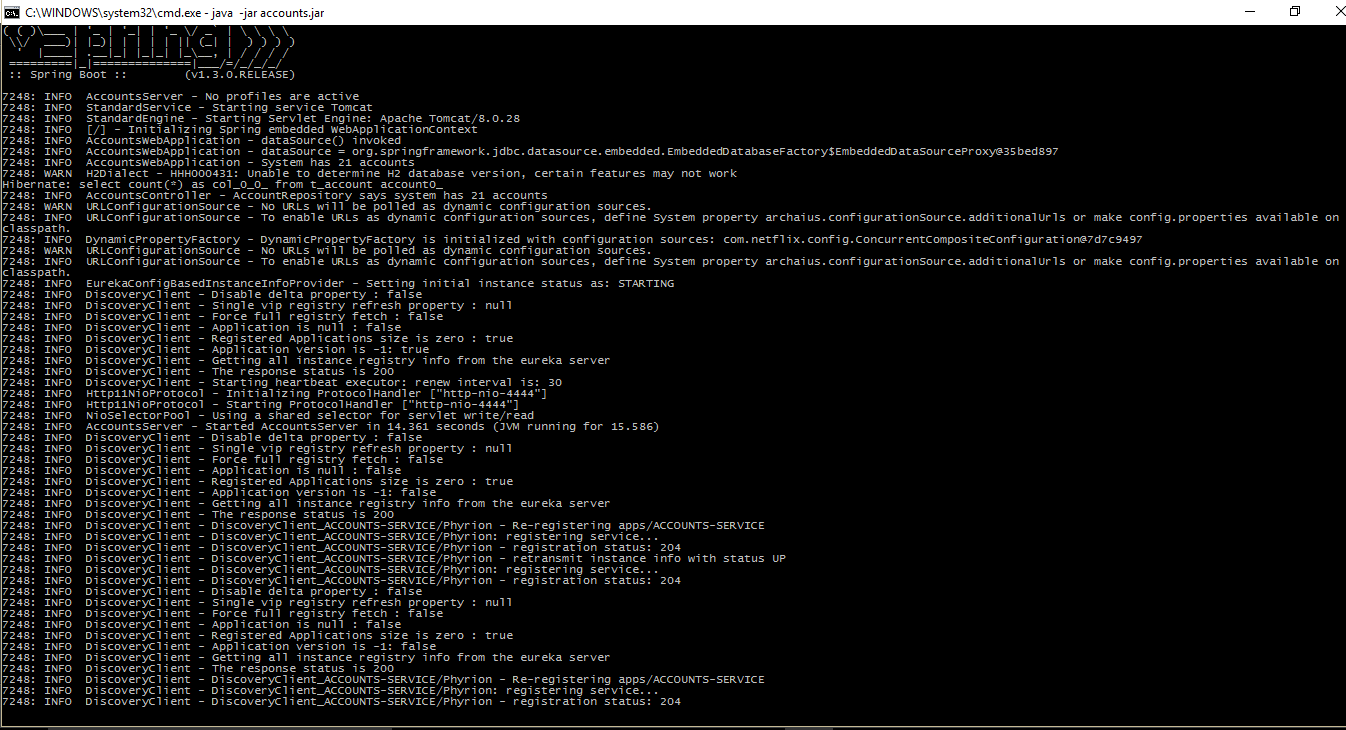 C:\WINDOWS\system32\cmd.exe - java  -jar accounts.jar
( ( )\___ | '_ | '_| | '_ \/ _` | \ \ \ \
 \\/  ___)| |_)| | | | | || (_| |  ) ) ) )
  '  |____| .__|_| |_|_| |_\__, | / / / /
 =========|_|==============|___/=/_/_/_/
 :: Spring Boot ::        (v1.3.0.RELEASE)
7248: INFO  AccountsServer - No profiles are active
7248: INFO  StandardService - Starting service Tomcat
7248: INFO  StandardEngine - Starting Servlet Engine: Apache Tomcat/8.0.28
7248: INFO  [/] - Initializing Spring embedded WebApplicationContext
7248: INFO  AccountsWebApplication - dataSource() invoked
7248: INFO  AccountsWebApplication - dataSource = org.springframework.jdbc.datasource.embedded.EmbeddedDatabaseFactory$EmbeddedDataSourceProxy@35bed897
7248: INFO  AccountsWebApplication - System has 21 accounts
7248: WARN  H2Dialect - HHH000431: Unable to determine H2 database version, certain features may not work
Hibernate: select count(*) as col_0_0_ from t_account account0_
7248: INFO  AccountsController - AccountRepository says system has 21 accounts
7248: WARN  URLConfigurationSource - No URLs will be polled as dynamic configuration sources.
7248: INFO  URLConfigurationSource - To enable URLs as dynamic configuration sources, define System property archaius.configurationSource.additionalUrls or make config.properties available on
classpath.
7248: INFO  DynamicPropertyFactory - DynamicPropertyFactory is initialized with configuration sources: com.netflix.config.ConcurrentCompositeConfiguration@7d7c9497
7248: WARN  URLConfigurationSource - No URLs will be polled as dynamic configuration sources.
7248: INFO  URLConfigurationSource - To enable URLs as dynamic configuration sources, define System property archaius.configurationSource.additionalUrls or make config.properties available on
classpath.
7248: INFO  EurekaConfigBasedInstanceInfoProvider - Setting initial instance status as: STARTING
7248: INFO  DiscoveryClient - Disable delta property : false
7248: INFO  DiscoveryClient - Single vip registry refresh property : null
7248: INFO  DiscoveryClient - Force full registry fetch : false
7248: INFO  DiscoveryClient - Application is null : false
7248: INFO  DiscoveryClient - Registered Applications size is zero : true
7248: INFO  DiscoveryClient - Application version is -1: true
7248: INFO  DiscoveryClient - Getting all instance registry info from the eureka server
7248: INFO  DiscoveryClient - The response status is 200
7248: INFO  DiscoveryClient - Starting heartbeat executor: renew interval is: 30
7248: INFO  Http11NioProtocol - Initializing ProtocolHandler ["http-nio-4444"]
7248: INFO  Http11NioProtocol - Starting ProtocolHandler ["http-nio-4444"]
7248: INFO  NioSelectorPool - Using a shared selector for servlet write/read
7248: INFO  AccountsServer - Started AccountsServer in 14.361 seconds (JVM running for 15.586)
7248: INFO  DiscoveryClient - Disable delta property : false
7248: INFO  DiscoveryClient - Single vip registry refresh property : null
7248: INFO  DiscoveryClient - Force full registry fetch : false
7248: INFO  DiscoveryClient - Application is null : false
7248: INFO  DiscoveryClient - Registered Applications size is zero : true
7248: INFO  DiscoveryClient - Application version is -1: false
7248: INFO  DiscoveryClient - Getting all instance registry info from the eureka server
7248: INFO  DiscoveryClient - The response status is 200
7248: INFO  DiscoveryClient - DiscoveryClient_ACCOUNTS-SERVICE/Phyrion - Re-registering apps/ACCOUNTS-SERVICE
7248: INFO  DiscoveryClient - DiscoveryClient_ACCOUNTS-SERVICE/Phyrion: registering service...
7248: INFO  DiscoveryClient - DiscoveryClient_ACCOUNTS-SERVICE/Phyrion - registration status: 204
7248: INFO  DiscoveryClient - DiscoveryClient_ACCOUNTS-SERVICE/Phyrion - retransmit instance info with status UP
7248: INFO  DiscoveryClient - DiscoveryClient_ACCOUNTS-SERVICE/Phyrion: registering service...
7248: INFO  DiscoveryClient - DiscoveryClient_ACCOUNTS-SERVICE/Phyrion - registration status: 204
7248: INFO  DiscoveryClient - Disable delta property : false
7248: INFO  DiscoveryClient - Single vip registry refresh property : null
7248: INFO  DiscoveryClient - Force full registry fetch : false
7248: INFO  DiscoveryClient - Application is null : false
7248: INFO  DiscoveryClient - Registered Applications size is zero : true
7248: INFO  DiscoveryClient - Application version is -1: false
7248: INFO  DiscoveryClient - Getting all instance registry info from the eureka server
7248: INFO  DiscoveryClient - The response status is 200
7248: INFO  DiscoveryClient - DiscoveryClient_ACCOUNTS-SERVICE/Phyrion - Re-registering apps/ACCOUNTS-SERVICE
7248: INFO  DiscoveryClient - DiscoveryClient_ACCOUNTS-SERVICE/Phyrion: registering service...
7248: INFO  DiscoveryClient - DiscoveryClient_ACCOUNTS-SERVICE/Phyrion - registration status: 204